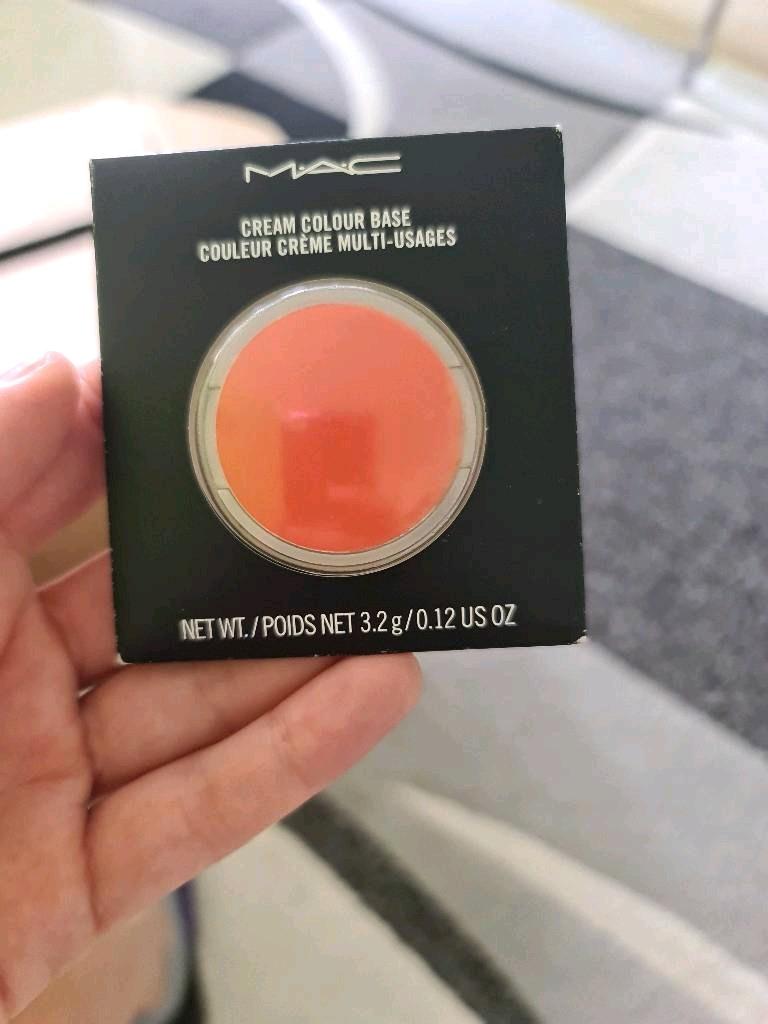 M·A·C
CREAM COLOUR BASE
COULEUR CRÈME MULTI-USAGES
NET WT./POIDS NET 3.2 g/0.12 US OZ